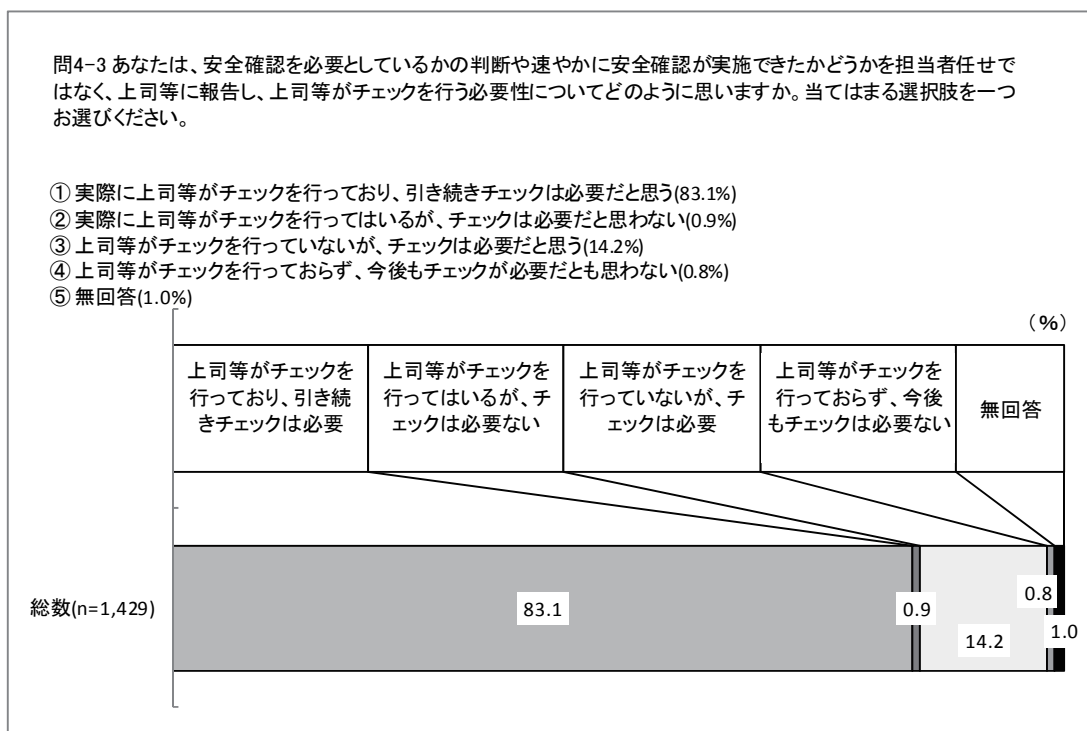 問4-3 あなたは、安全確認を必要としているかの判断や速やかに安全確認が実施できたかどうかを担当者任せで
はなく、上司等に報告し、上司等がチェックを行う必要性についてどのように思いますか。当てはまる選択肢を一つ
お選びください。
① 実際に上司等がチェックを行っており、引き続きチェックは必要だと思う(83.1%)
② 実際に上司等がチェックを行ってはいるが、チェックは必要だと思わない(0.9%)
③ 上司等がチェックを行っていないが、チェックは必要だと思う(14.2%)
④ 上司等がチェックを行っておらず、今後もチェックが必要だとも思わない(0.8%)
⑤ 無回答(1.0%)
(%)
上司等がチェックを
行っており、引き続
きチェックは必要
上司等がチェックを
行ってはいるが、チ
ェックは必要ない
上司等がチェックを
行っていないが、チ
ェックは必要
上司等がチェックを
行っておらず、今後
もチェックは必要ない
無回答
総数(n=1,429)
83.1
0.9
14.2
0.8
1.0